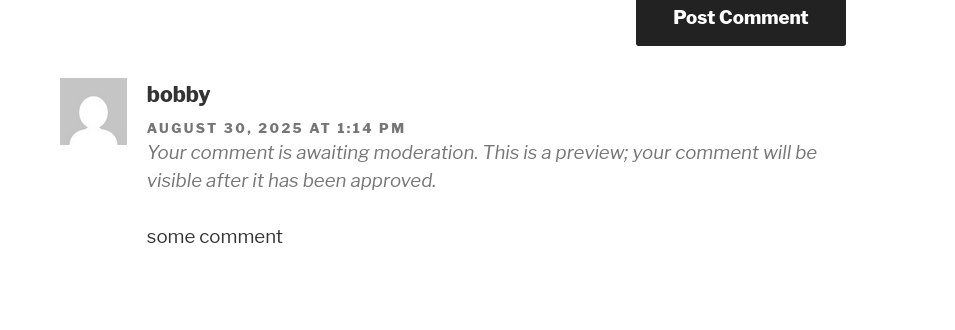 Post Comment
bobby
AUGUST 30, 2025 AT 1:14 PM
Your comment is awaiting moderation. This is a preview; your comment will be
visible after it has been approved.
some comment